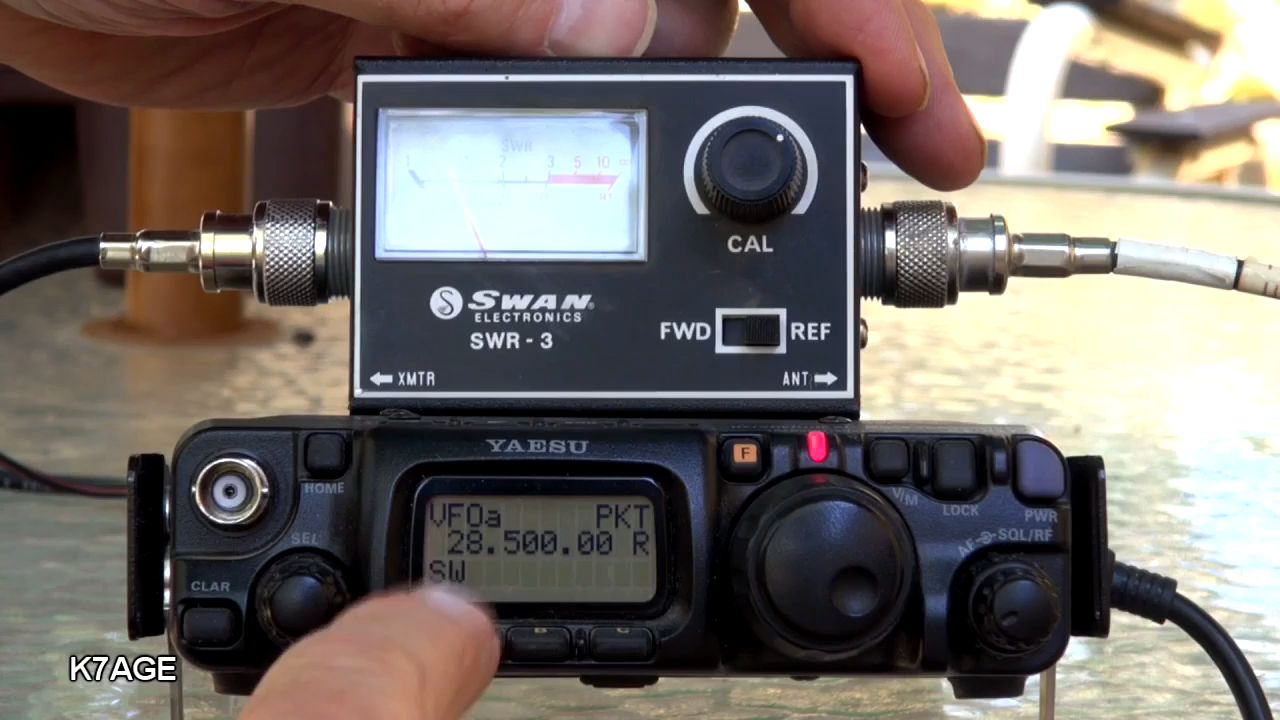 SWR
1 2 3 5 10
SET
CAL
SWAN
ELECTRONICS
SWR - 3
FWD REF
XMTR
ANT
YAESU
F
HOME
V/M
LOCK
PWR
SEL
AF SQL/RF
CLAR
VFOa PKT
28.500.00 R
SW
B C
K7AGE